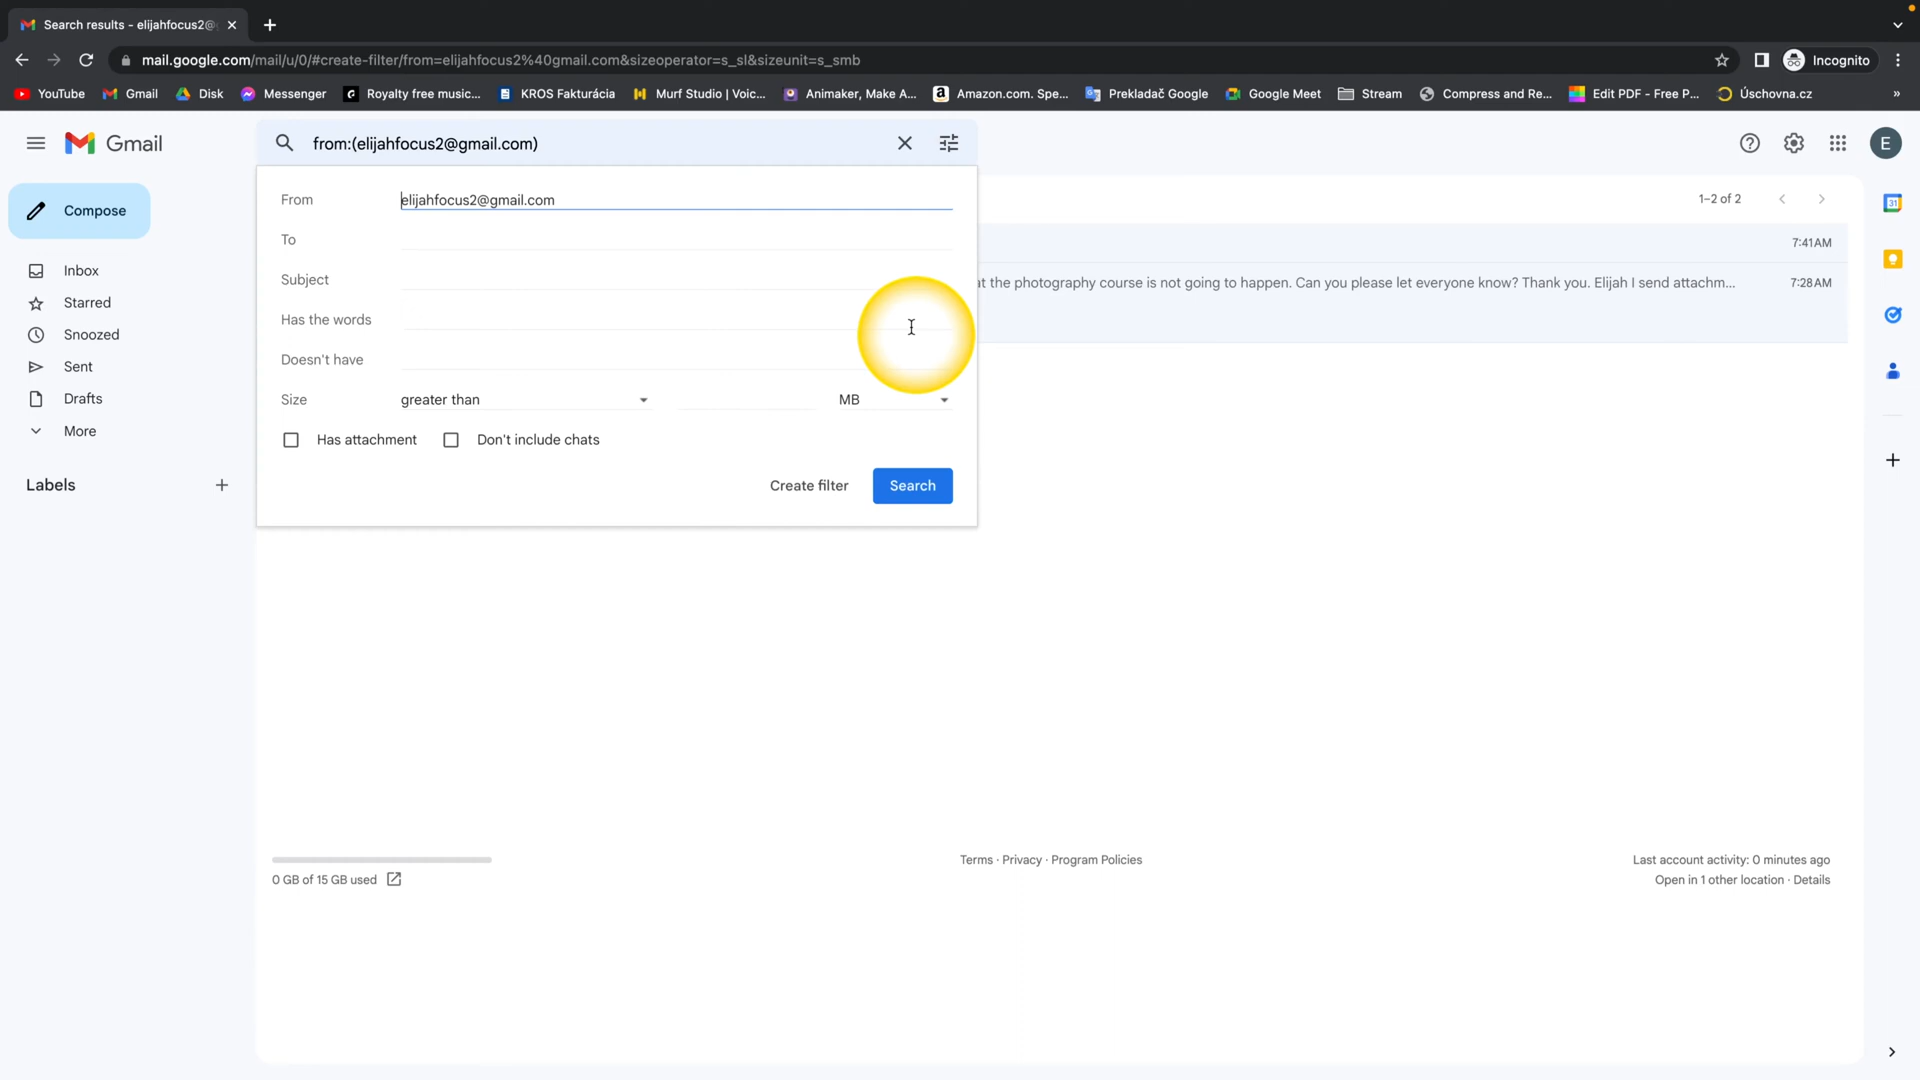 Search results - elijahfocus2@
mail.google.com/mail/u/0/#create-filter/from=elijahfocus2%40gmail.com&sizeoperator=s_sl&sizeunit=s_smb
Incognito
YouTube
Gmail
Disk
Messenger
Royalty free music...
KROS Fakturácia
Murf Studio | Voic...
Animaker, Make A...
Amazon.com. Spe...
Prekladač Google
Google Meet
Stream
Compress and Re...
Edit PDF - Free P...
Úschovna.cz
»
Gmail
from:(elijahfocus2@gmail.com)
E
Compose
From elijahfocus2@gmail.com
1–2 of 2
31
To
7:41 AM
Subject
at the photography course is not going to happen. Can you please let everyone know? Thank you. Elijah I send attachm... 7:28 AM
Has the words
Doesn't have
Size greater than MB
Has attachment Don't include chats
Create filter Search
Inbox
Starred
Snoozed
Sent
Drafts
More
Labels
Terms · Privacy · Program Policies
0 GB of 15 GB used
Last account activity: 0 minutes ago
Open in 1 other location · Details